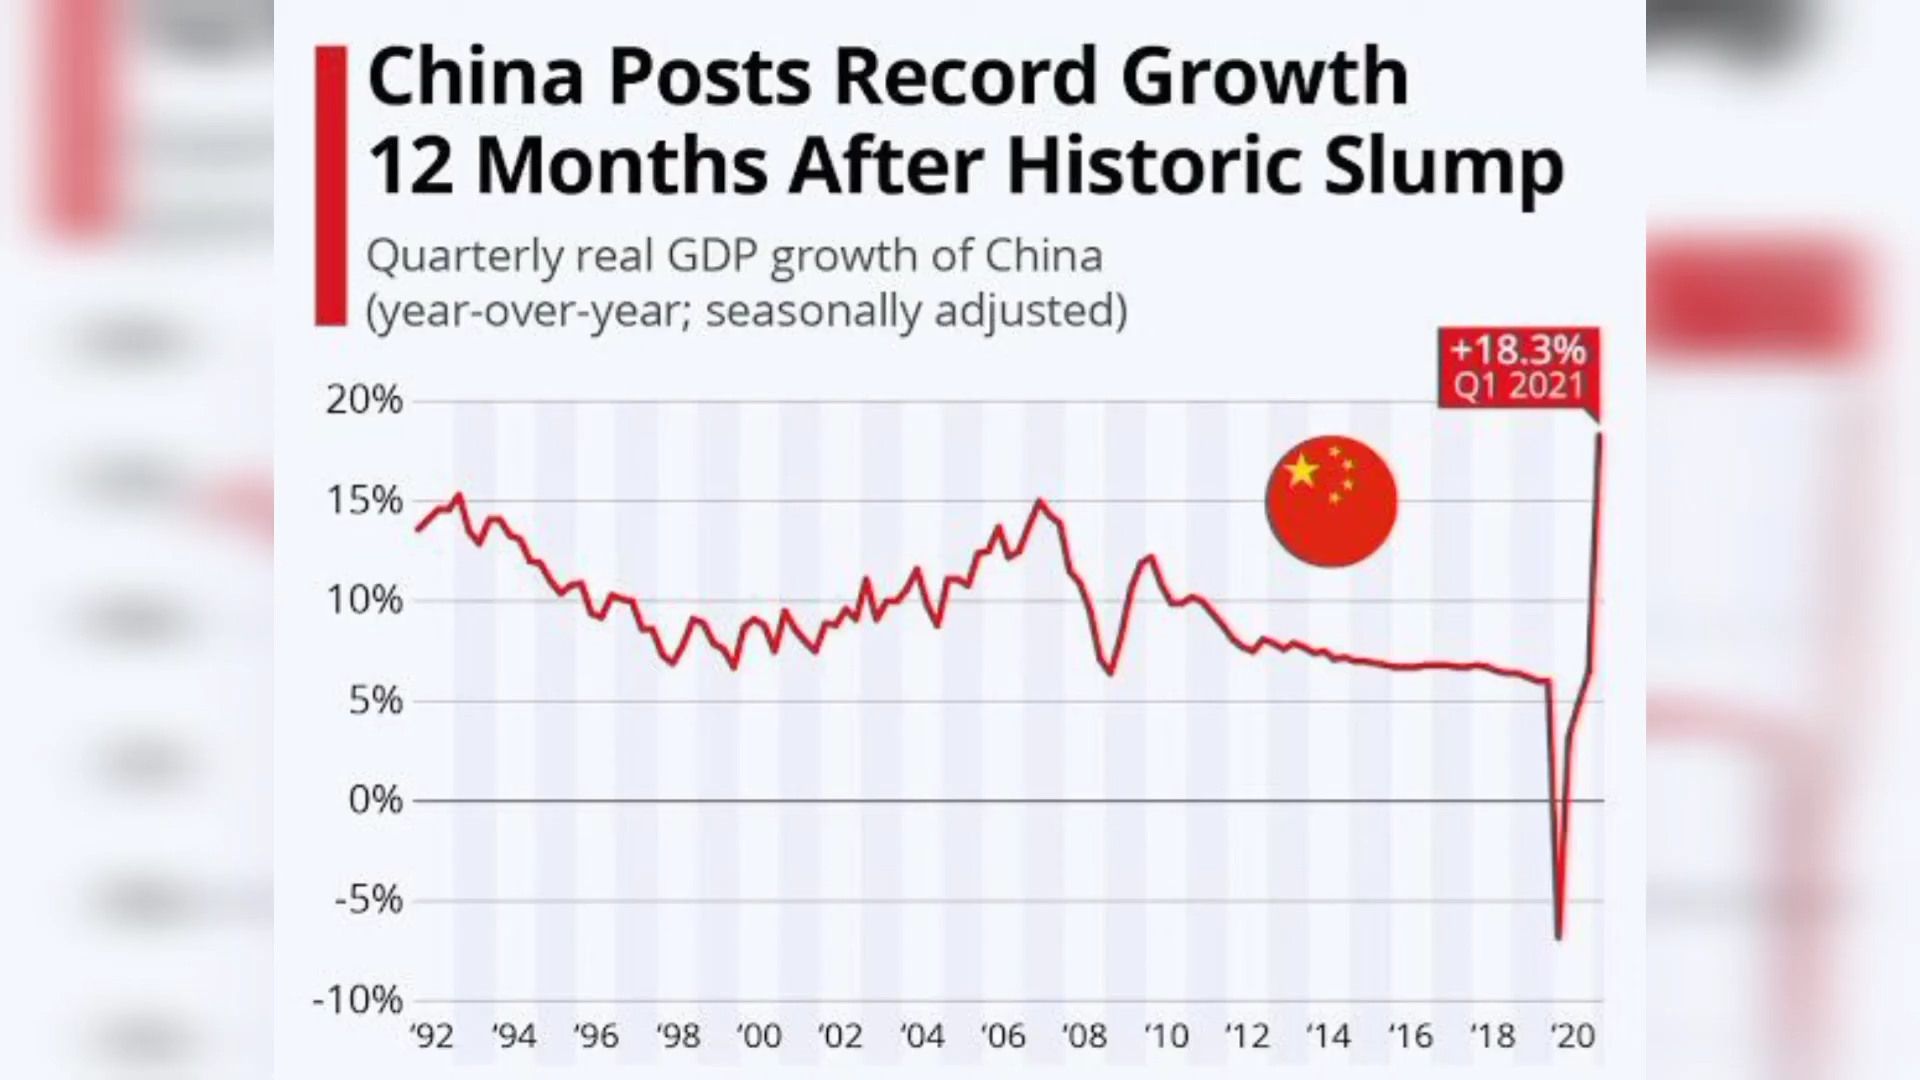 China Posts Record Growth
12 Months After Historic Slump
Quarterly real GDP growth of China
(year-over-year; seasonally adjusted)
+18.3%
Q1 2021
20%
15%
10%
5%
0%
-5%
-10%
‘92 ‘94 ‘96 ‘98 ‘00 ‘02 ‘04 ‘06 ‘08 ‘10 ‘12 ‘14 ‘16 ‘18 ‘20